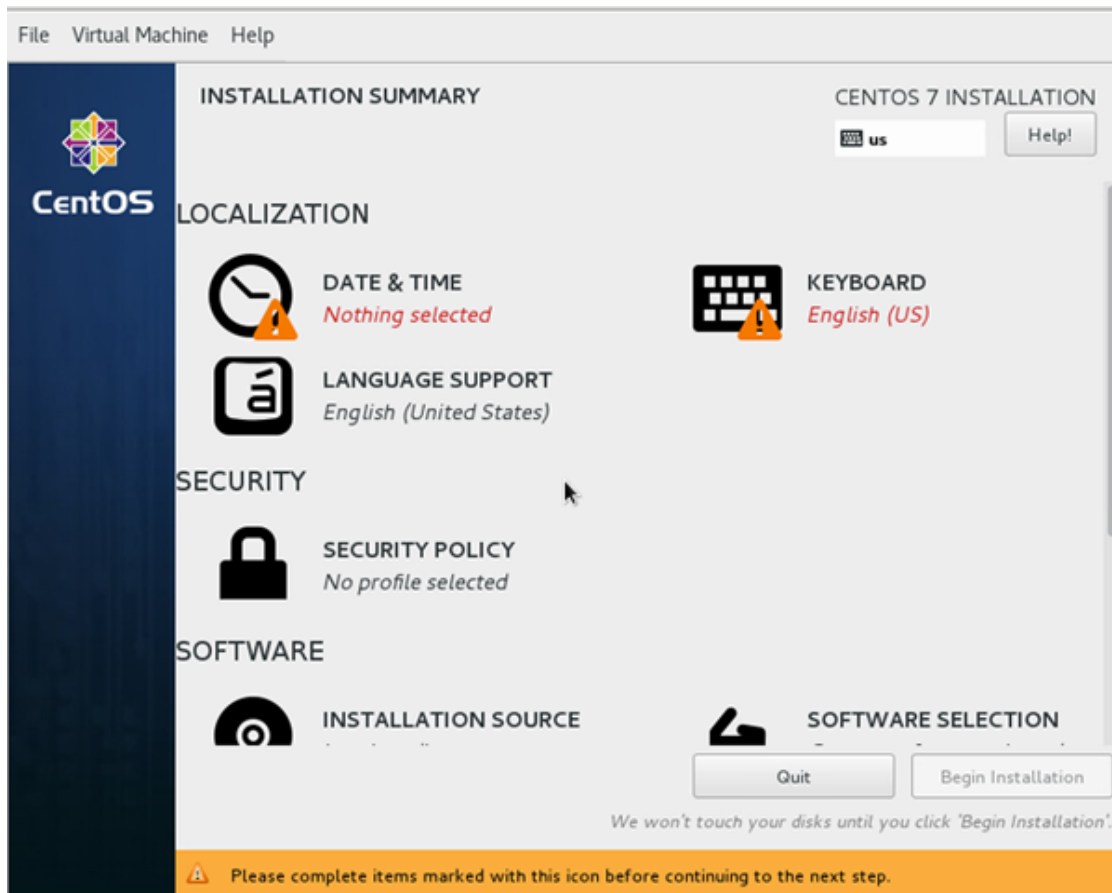 File Virtual Machine Help
INSTALLATION SUMMARY
CENTOS 7 INSTALLATION
us
Help!
CentOS
LOCALIZATION
DATE & TIME
Nothing selected
KEYBOARD
English (US)
á
LANGUAGE SUPPORT
English (United States)
SECURITY
SECURITY POLICY
No profile selected
SOFTWARE
INSTALLATION SOURCE
SOFTWARE SELECTION
Quit
Begin Installation
We won't touch your disks until you click 'Begin Installation'.
Please complete items marked with this icon before continuing to the next step.